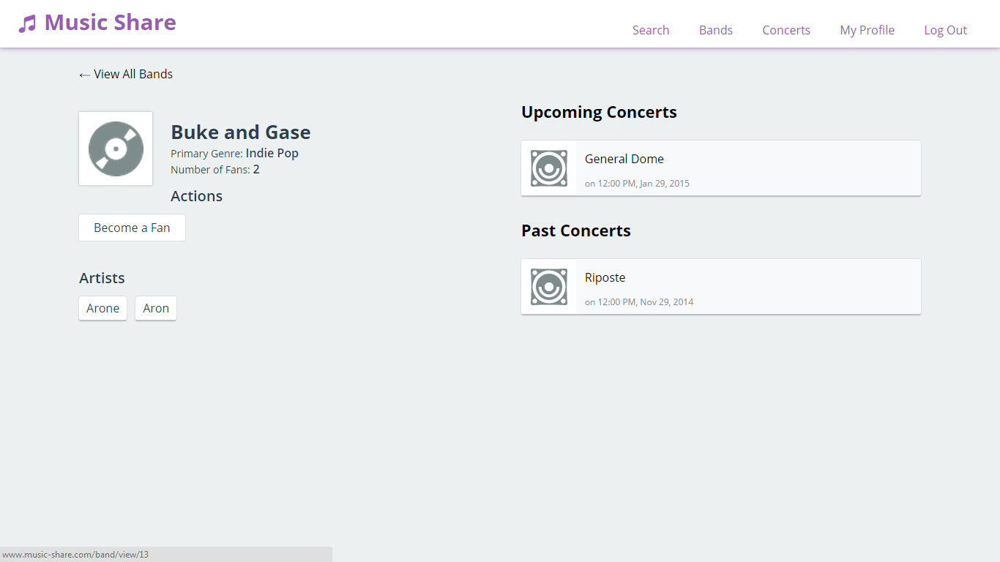 Music Share
Search Bands Concerts My Profile Log Out
← View All Bands
Buke and Gase
Primary Genre: Indie Pop
Number of Fans: 2
Actions
Become a Fan
Artists
Arone Aron
Upcoming Concerts
General Dome
on 12:00 PM, Jan 29, 2015
Past Concerts
Riposte
on 12:00 PM, Nov 29, 2014
www.music-share.com/band/view/13